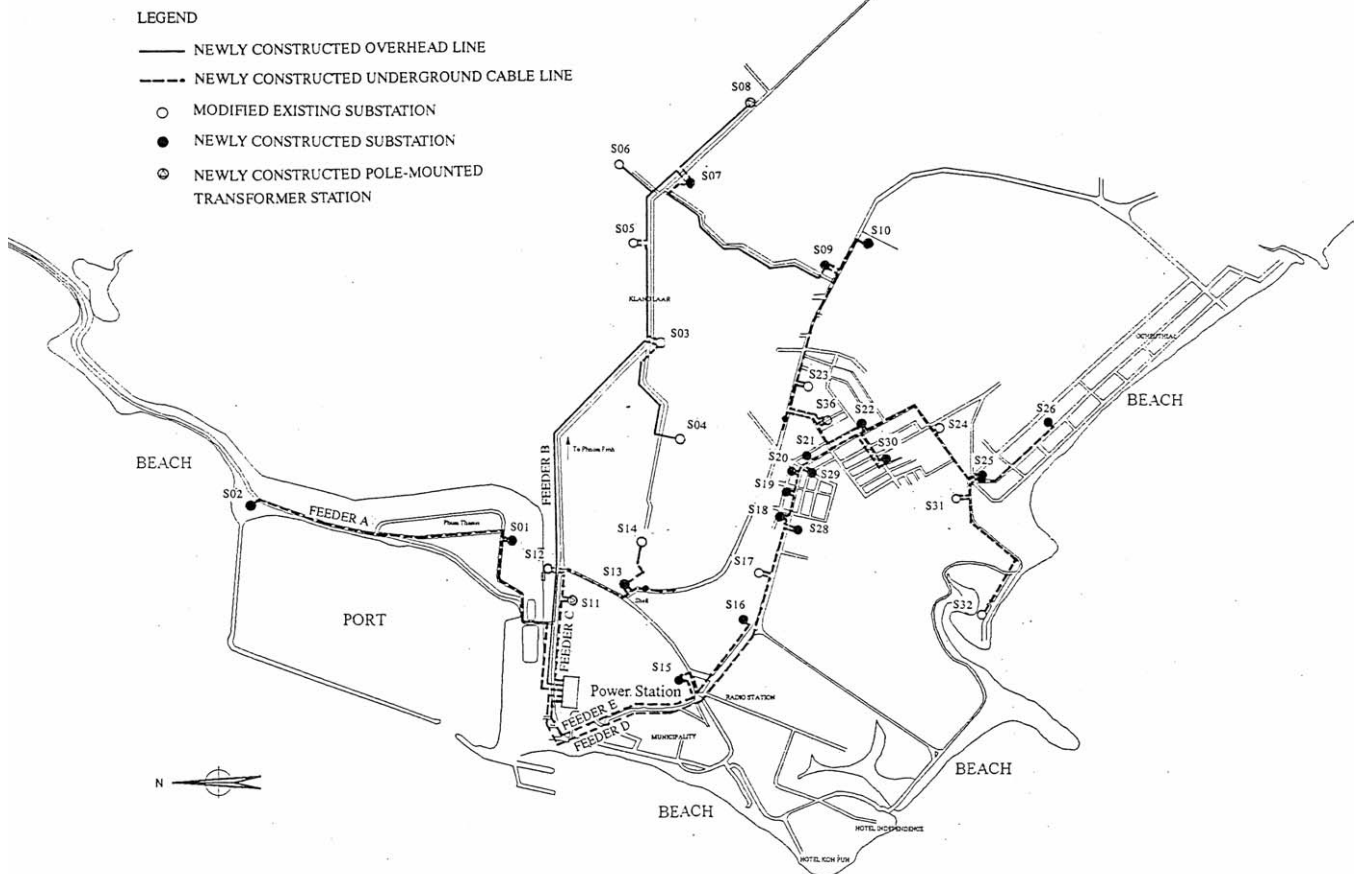 LEGEND
NEWLY CONSTRUCTED OVERHEAD LINE
NEWLY CONSTRUCTED UNDERGROUND CABLE LINE
MODIFIED EXISTING SUBSTATION
NEWLY CONSTRUCTED SUBSTATION
NEWLY CONSTRUCTED POLE-MOUNTED
TRANSFORMER STATION
S08
S06
S07
S05
S10
S09
S03
S23
S36
S22
S26
BEACH
S04
S24
S21
S30
S20
S25
S29
S19
S31
S18
S28
BEACH
S02
FEEDER A
FEEDER B
S01
S14
S12
S13
S17
S11
S32
PORT
FEEDER C
S16
S15
Power. Station
RADIO STATION
FEEDER E
FEEDER D
MUNICIPALITY
N
BEACH
BEACH
HOTEL INDEPENDENCE